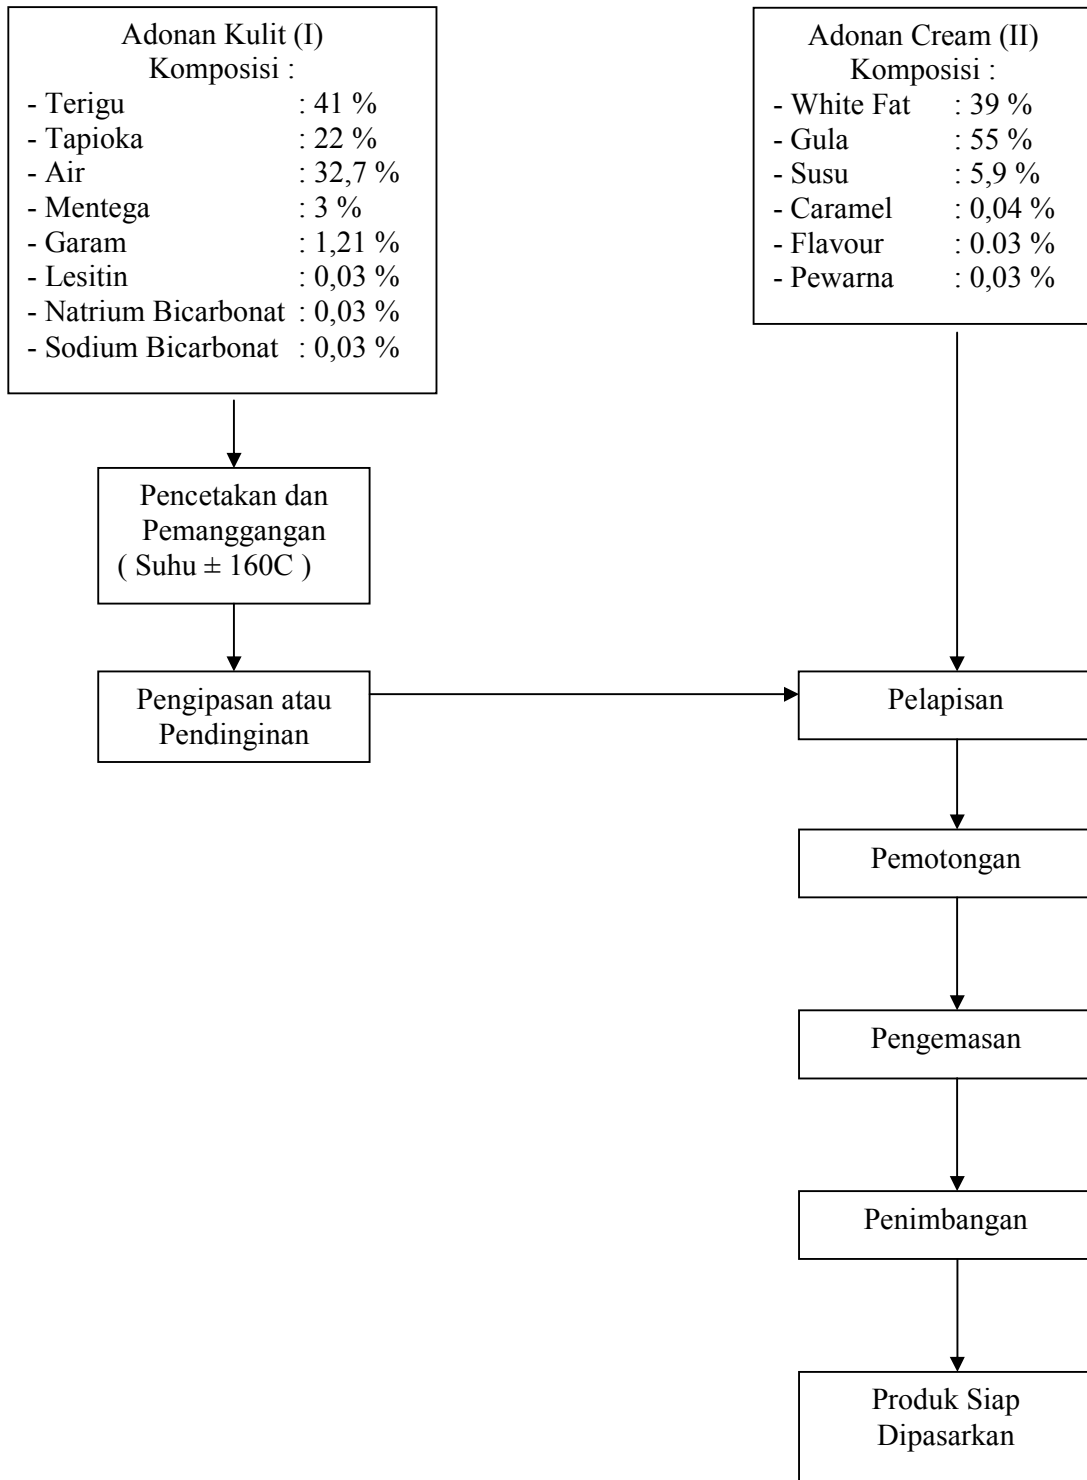 Adonan Kulit (I)
Komposisi :
- Terigu : 41 %
- Tapioka : 22 %
- Air : 32,7 %
- Mentega : 3 %
- Garam : 1,21 %
- Lesitin : 0,03 %
- Natrium Bicarbonat : 0,03 %
- Sodium Bicarbonat : 0,03 %
Adonan Cream (II)
Komposisi :
- White Fat : 39 %
- Gula : 55 %
- Susu : 5,9 %
- Caramel : 0,04 %
- Flavour : 0.03 %
- Pewarna : 0,03 %
Pencetakan dan
Pemanggangan
( Suhu ± 160C )
Pengipasan atau
Pendinginan
Pelapisan
Pemotongan
Pengemasan
Penimbangan
Produk Siap
Dipasarkan